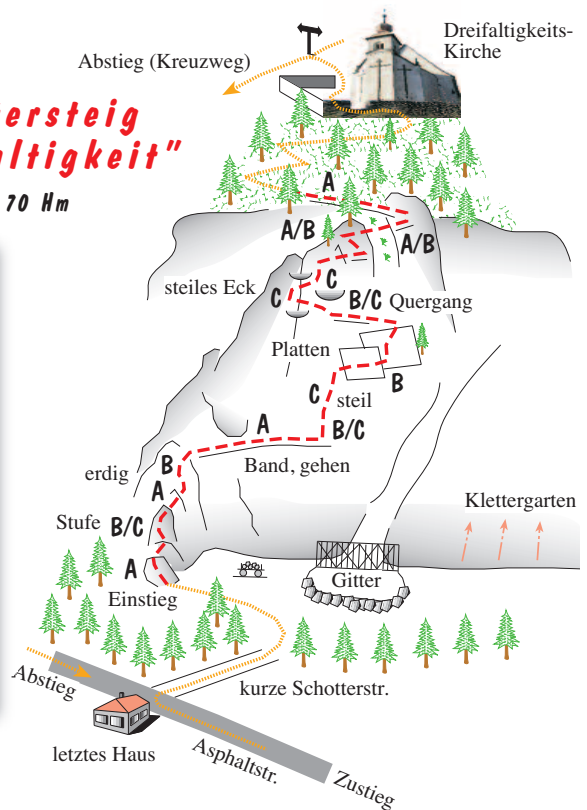 Dreifaltigkeits-
Kirche
Abstieg (Kreuzweg)
ersteig
ltigkeit”
70 Hm
A
A/B
A/B
steiles Eck
C
C
B/C
Quergang
Platten
B
C
steil
A
B/C
Band, gehen
B
erdig
A
Klettergarten
Stufe
B/C
A
Gitter
Einstieg
Abstieg
kurze Schotterstr.
letztes Haus
Asphaltstr.
Zustieg